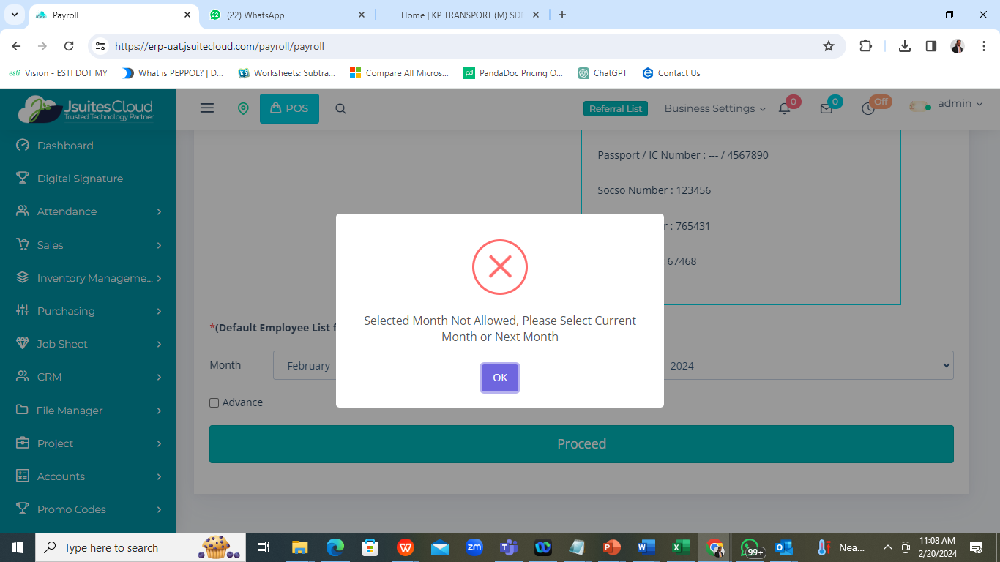 Payroll
(22) WhatsApp
Home | KP TRANSPORT (M) SD
https://erp-uat.jsuitecloud.com/payroll/payroll
esti Vision - ESTI DOT MY
What is PEPPOL? | D...
Worksheets: Subtra...
Compare All Micros...
pd PandaDoc Pricing O...
ChatGPT
Contact Us
JsuitesCloud
Trusted Technology Partner
POS
Referral List
Business Settings
0
0
Off
admin
Dashboard
Digital Signature
Attendance
Sales
Inventory Manageme...
Purchasing
Job Sheet
CRM
File Manager
Project
Accounts
Promo Codes
Passport / IC Number : --- / 4567890
Socso Number : 123456
r : 765431
67468
*(Default Employee List f
Month
February
2024
Advance
Proceed
Selected Month Not Allowed, Please Select Current
Month or Next Month
OK
Type here to search
zm
99+
Nea...
11:08 AM
2/20/2024